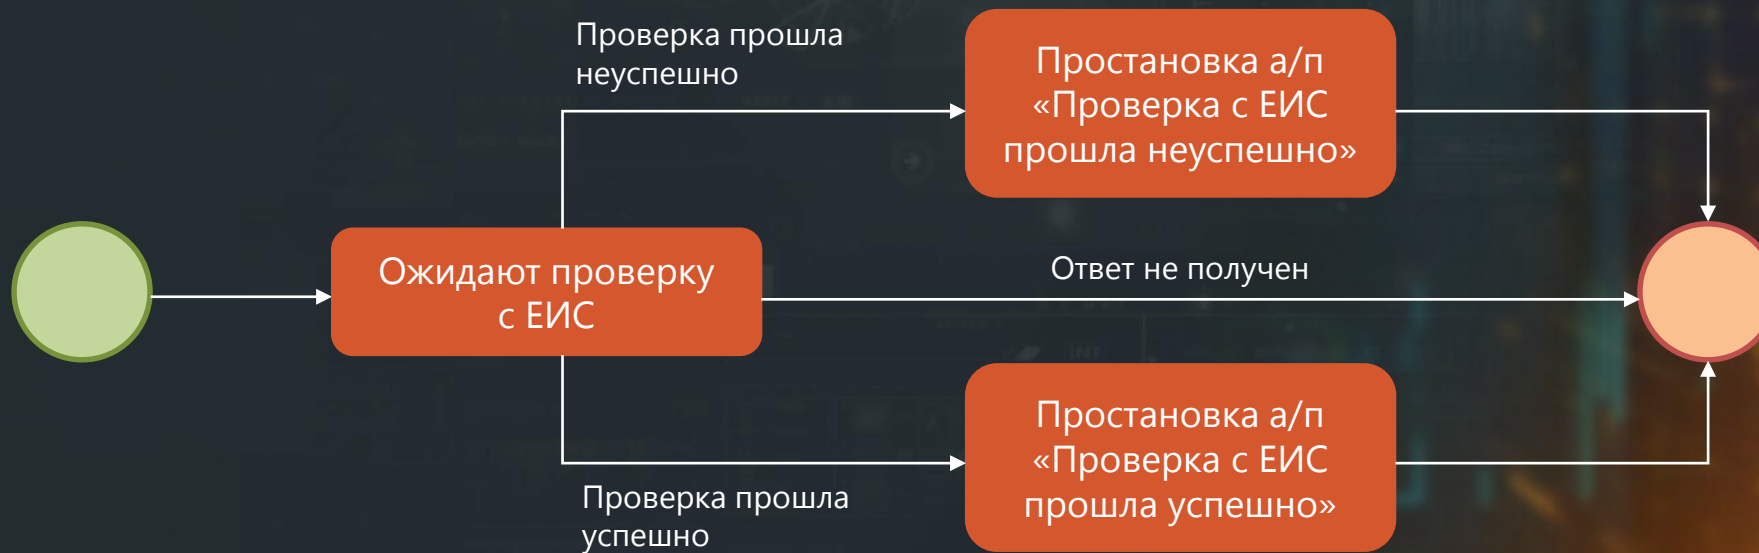 Проверка прошла
неуспешно
Простановка а/п
«Проверка с ЕИС
прошла неуспешно»
Ожидают проверку
с ЕИС
Ответ не получен
Простановка а/п
«Проверка с ЕИС
прошла успешно»
Проверка прошла
успешно